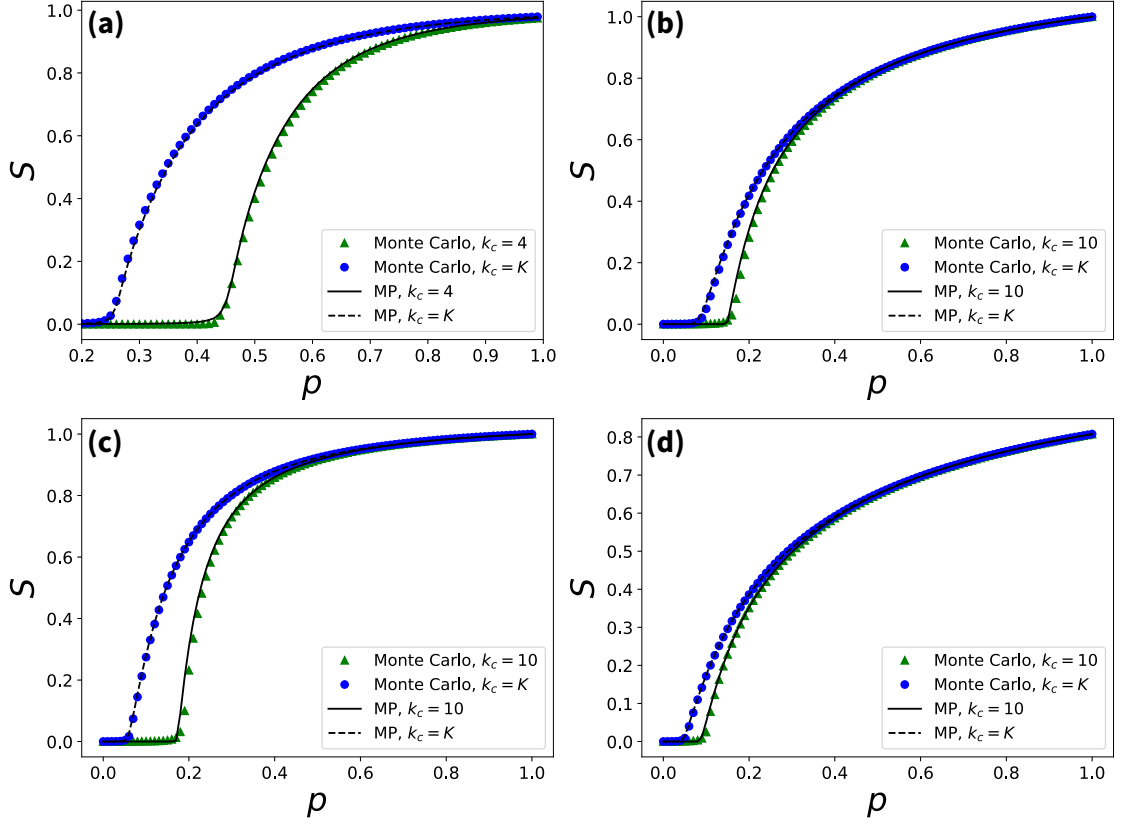 (a)
1.0
0.8
0.6
0.4
0.2
0.0
S
Monte Carlo, k_c = 4
Monte Carlo, k_c = K
MP, k_c = 4
MP, k_c = K
0.2 0.3 0.4 0.5 0.6 0.7 0.8 0.9 1.0
p
(b)
1.0
0.8
0.6
0.4
0.2
0.0
S
Monte Carlo, k_c = 10
Monte Carlo, k_c = K
MP, k_c = 10
MP, k_c = K
0.0 0.2 0.4 0.6 0.8 1.0
p
(c)
1.0
0.8
0.6
0.4
0.2
0.0
S
Monte Carlo, k_c = 10
Monte Carlo, k_c = K
MP, k_c = 10
MP, k_c = K
0.0 0.2 0.4 0.6 0.8 1.0
p
(d)
0.8
0.7
0.6
0.5
0.4
0.3
0.2
0.1
0.0
S
Monte Carlo, k_c = 10
Monte Carlo, k_c = K
MP, k_c = 10
MP, k_c = K
0.0 0.2 0.4 0.6 0.8 1.0
p